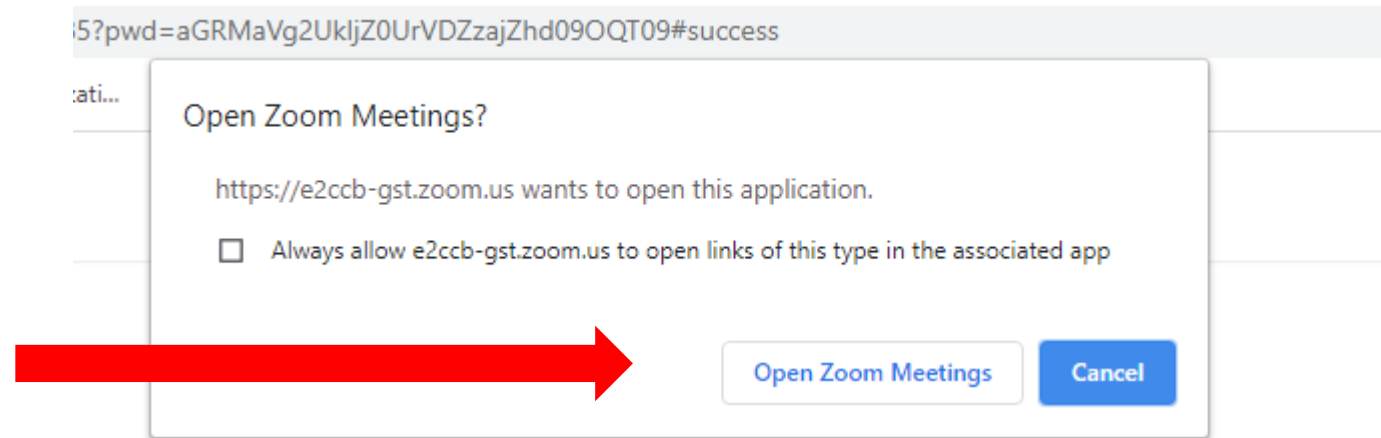 5?pwd=aGRMaVg2UkljZ0UrVDZzajZhd09OQT09#success
ati...
Open Zoom Meetings?
https://e2ccb-gst.zoom.us wants to open this application.
Always allow e2ccb-gst.zoom.us to open links of this type in the associated app
Open Zoom Meetings
Cancel